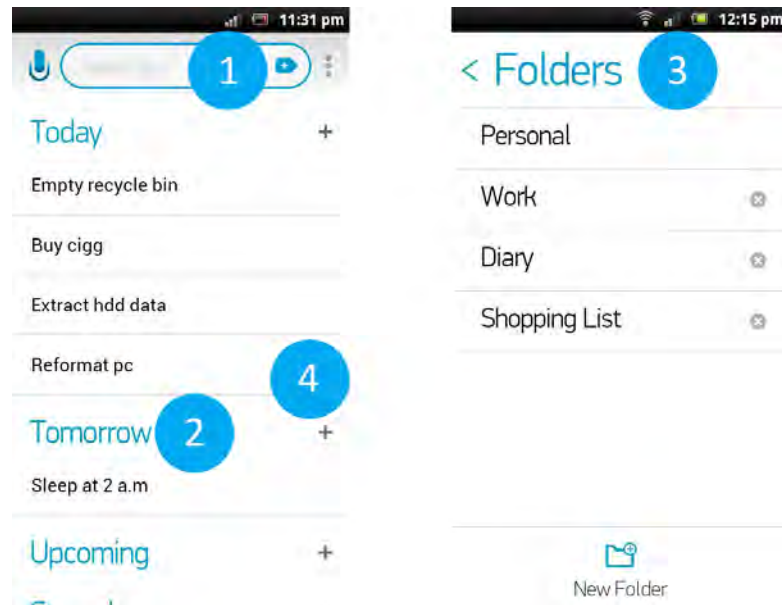 11:31 pm
1
Today +
Empty recycle bin
Buy cigg
Extract hdd data
Reformat pc
4
Tomorrow 2 +
Sleep at 2 a.m
Upcoming +
12:15 pm
< Folders 3
Personal
Work
Diary
Shopping List
New Folder